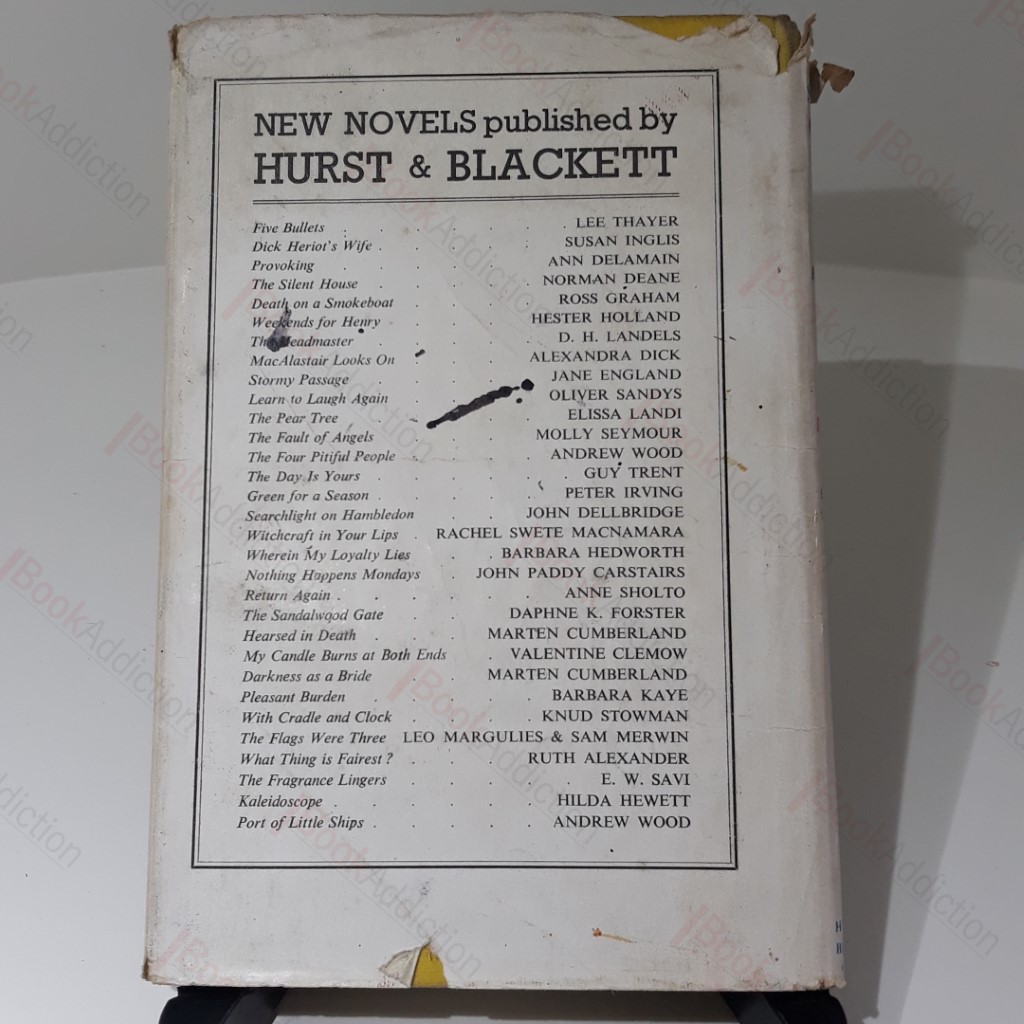 NEW NOVELS published by
HURST & BLACKETT
Five Bullets . . . . . . LEE THAYER
Dick Heriot's Wife . . . . . SUSAN INGLIS
Provoking . . . . . ANN DELAMAIN
The Silent House . . . . NORMAN DEANE
Death on a Smokeboat . . . . ROSS GRAHAM
Weekends for Henry . . . HESTER HOLLAND
The Headmaster . . . . D. H. LANDELS
MacAlastair Looks On . . . ALEXANDRA DICK
Stormy Passage . . . . JANE ENGLAND
Learn to Laugh Again . . . OLIVER SANDYS
The Pear Tree . . . . . ELISSA LANDI
The Fault of Angels . . . MOLLY SEYMOUR
The Four Pitiful People . . . ANDREW WOOD
The Day Is Yours . . . . . GUY TRENT
Green for a Season . . . . . PETER IRVING
Searchlight on Hambledon . . JOHN DELLBRIDGE
Witchcraft in Your Lips . RACHEL SWETE MACNAMARA
Wherein My Loyalty Lies . . BARBARA HEDWORTH
Nothing Happens Mondays . JOHN PADDY CARSTAIRS
Return Again . . . . . . ANNE SHOLTO
The Sandalwood Gate . . DAPHNE K. FORSTER
Hearsed in Death . . . MARTEN CUMBERLAND
My Candle Burns at Both Ends . VALENTINE CLEMOW
Darkness as a Bride . . . MARTEN CUMBERLAND
Pleasant Burden . . . . . BARBARA KAYE
With Cradle and Clock . . . . KNUD STOWMAN
The Flags Were Three LEO MARGULIES & SAM MERWIN
What Thing is Fairest? . . . RUTH ALEXANDER
The Fragrance Lingers . . . . . E. W. SAVI
Kaleidoscope . . . . . . HILDA HEWETT
Port of Little Ships . . . . . ANDREW WOOD
BookAddiction